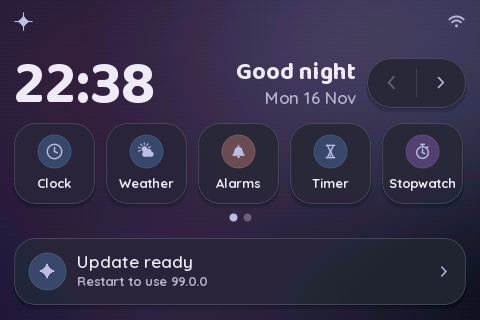 22:38
Good night
Mon 16 Nov
Clock
Weather
Alarms
Timer
Stopwatch
Update ready
Restart to use 99.0.0